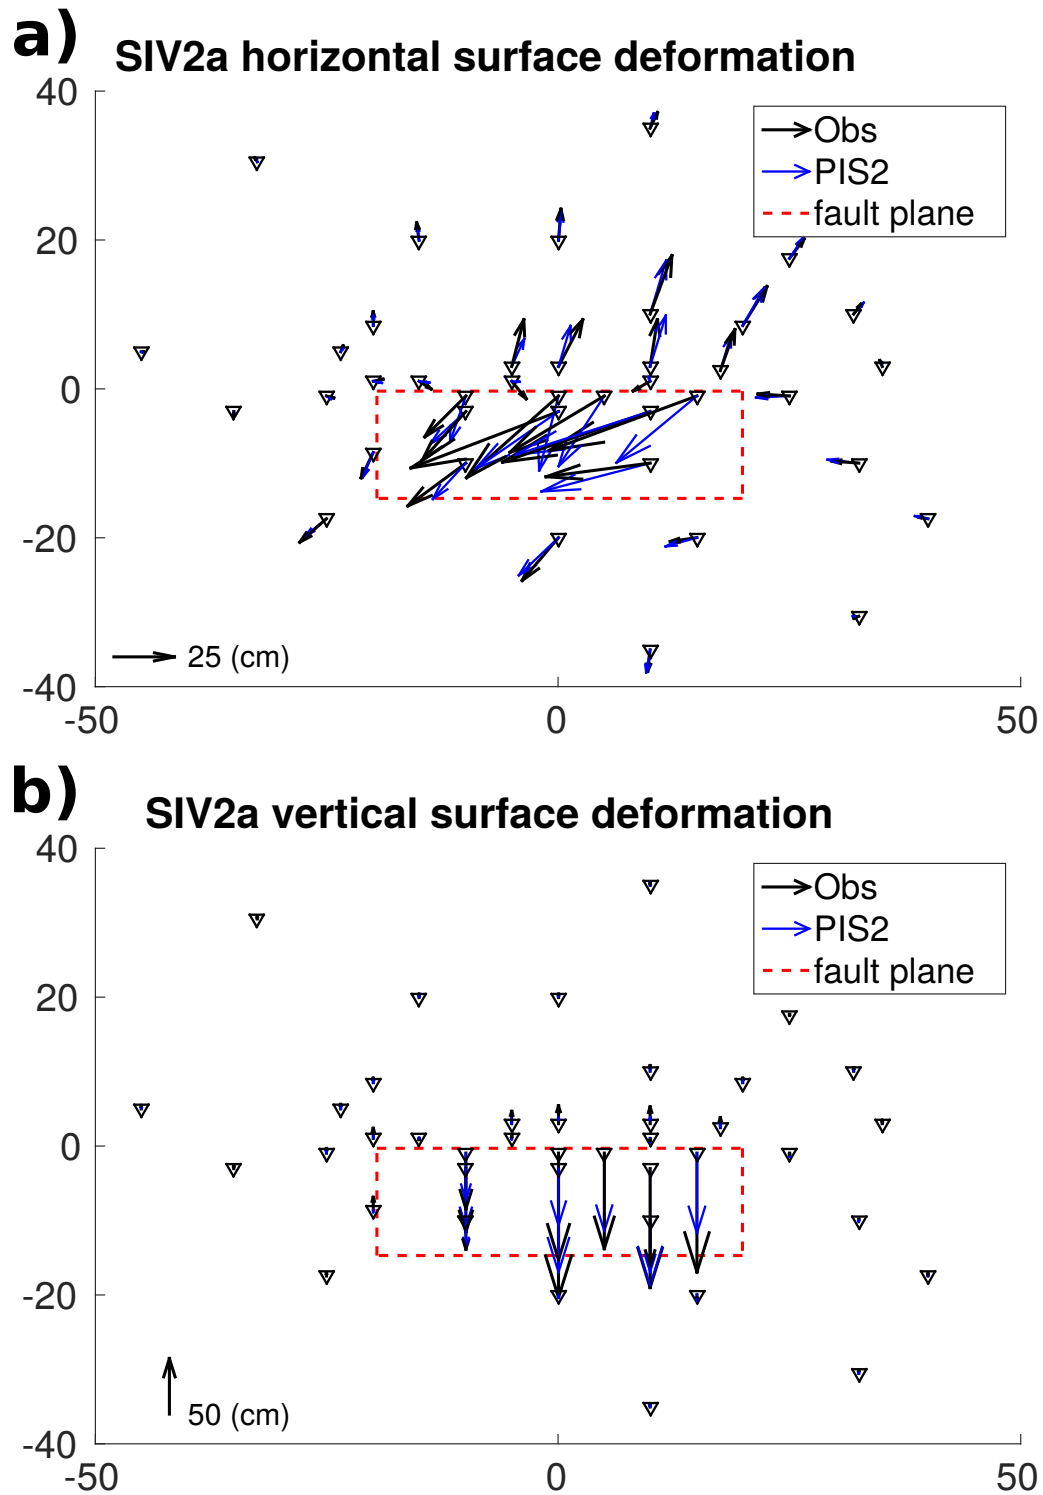 a)
SIV2a horizontal surface deformation
40
20
0
-20
-40
-50
0
50
Obs
PIS2
fault plane
25 (cm)
b)
SIV2a vertical surface deformation
40
20
0
-20
-40
-50
0
50
Obs
PIS2
fault plane
50 (cm)